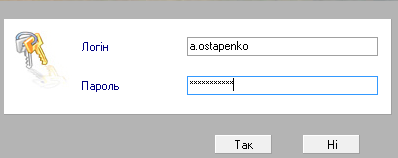 Логін a.ostapenko
Пароль ***********
Так Ні